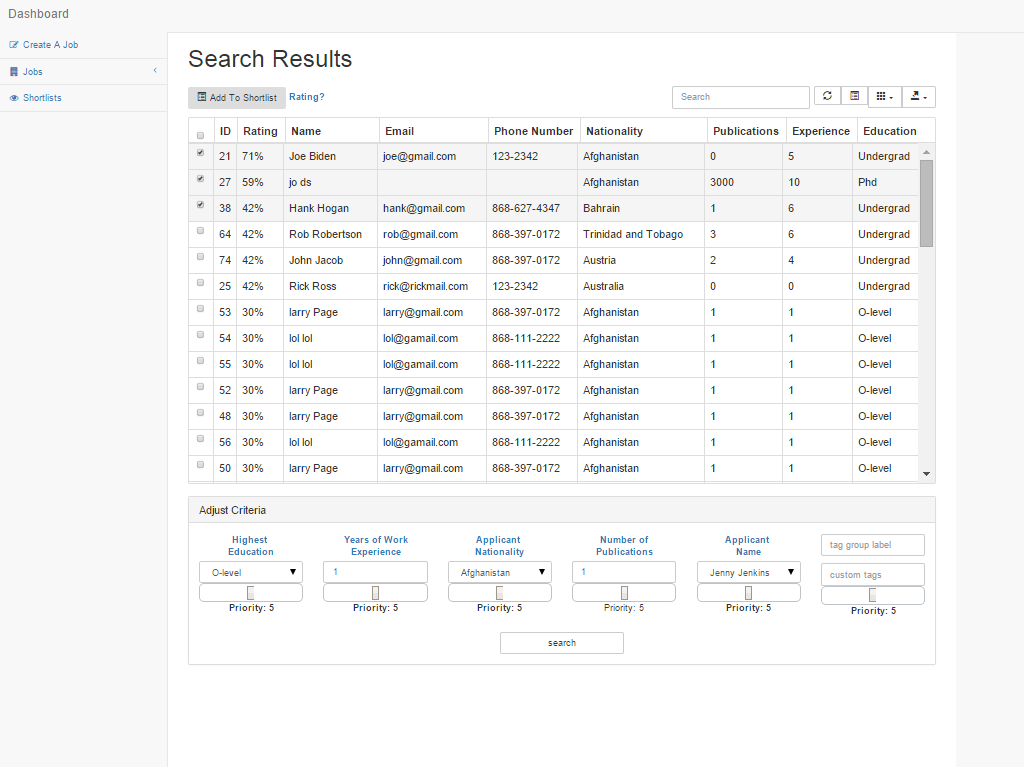 Dashboard
Create A Job
Jobs
Shortlists
Search Results
Add To Shortlist Rating? Search
ID Rating Name Email Phone Number Nationality Publications Experience Education
21 71% Joe Biden joe@gmail.com 123-2342 Afghanistan 0 5 Undergrad
27 59% jo ds Afghanistan 3000 10 Phd
38 42% Hank Hogan hank@gmail.com 868-627-4347 Bahrain 1 6 Undergrad
64 42% Rob Robertson rob@gmail.com 868-397-0172 Trinidad and Tobago 3 6 Undergrad
74 42% John Jacob john@gmail.com 868-397-0172 Austria 2 4 Undergrad
25 42% Rick Ross rick@rickmail.com 123-2342 Australia 0 0 Undergrad
53 30% larry Page larry@gmail.com 868-397-0172 Afghanistan 1 1 O-level
54 30% lol lol lol@gamail.com 868-111-2222 Afghanistan 1 1 O-level
55 30% lol lol lol@gamail.com 868-111-2222 Afghanistan 1 1 O-level
52 30% larry Page larry@gmail.com 868-397-0172 Afghanistan 1 1 O-level
48 30% larry Page larry@gmail.com 868-397-0172 Afghanistan 1 1 O-level
56 30% lol lol lol@gamail.com 868-111-2222 Afghanistan 1 1 O-level
50 30% larry Page larry@gmail.com 868-397-0172 Afghanistan 1 1 O-level
Adjust Criteria
Highest Years of Work Applicant Number of Applicant
Education Experience Nationality Publications Name
tag group label
O-level 1 Afghanistan 1 Jenny Jenkins custom tags
Priority: 5 Priority: 5 Priority: 5 Priority: 5 Priority: 5 Priority: 5
search